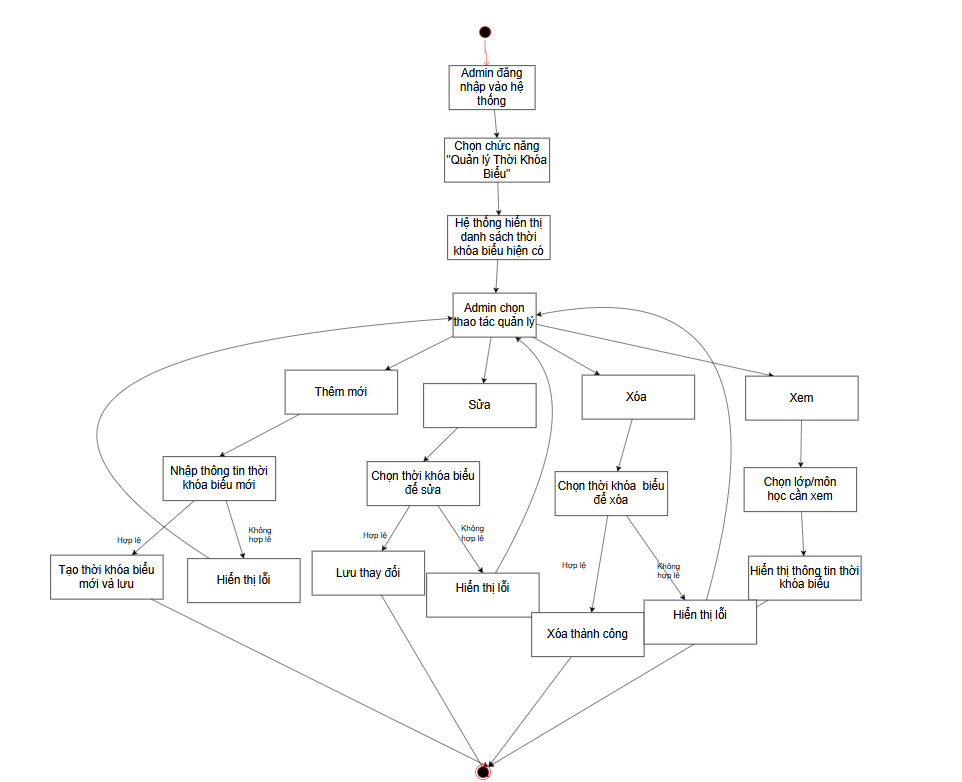 Admin đăng
nhập vào hệ
thống
Chọn chức năng
"Quản lý Thời Khóa
Biểu"
Hệ thống hiển thị
danh sách thời
khóa biểu hiện có
Admin chọn
thao tác quản lý
Thêm mới
Sửa
Xóa
Xem
Nhập thông tin thời
khóa biểu mới
Chọn thời khóa biểu
để sửa
Chọn thời khóa biểu
để xóa
Chọn lớp/môn
học cần xem
Hợp lệ
Không
hợp lệ
Hợp lệ
Không
hợp lệ
Hợp lệ
Không
hợp lệ
Tạo thời khóa biểu
mới và lưu
Hiển thị lỗi
Lưu thay đổi
Hiển thị lỗi
Xóa thành công
Hiển thị lỗi
Hiển thị thông tin thời
khóa biểu